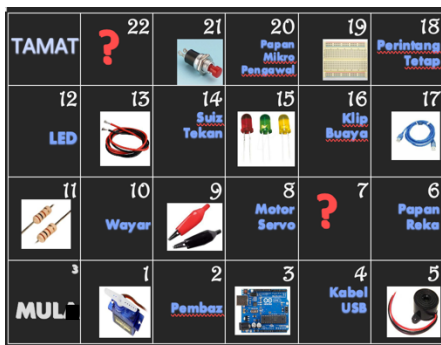 TAMAT
?
22
21
20
Papan
Mikro
Pengawal
19
18
Perintang
Tetap
12
LED
13
14
Suiz
Tekan
15
16
Klip
Buaya
17
11
10
Wayar
9
8
Motor
Servo
?
7
6
Papan
Reka
3
MULA
1
2
Pembaz
3
4
Kabel
USB
5